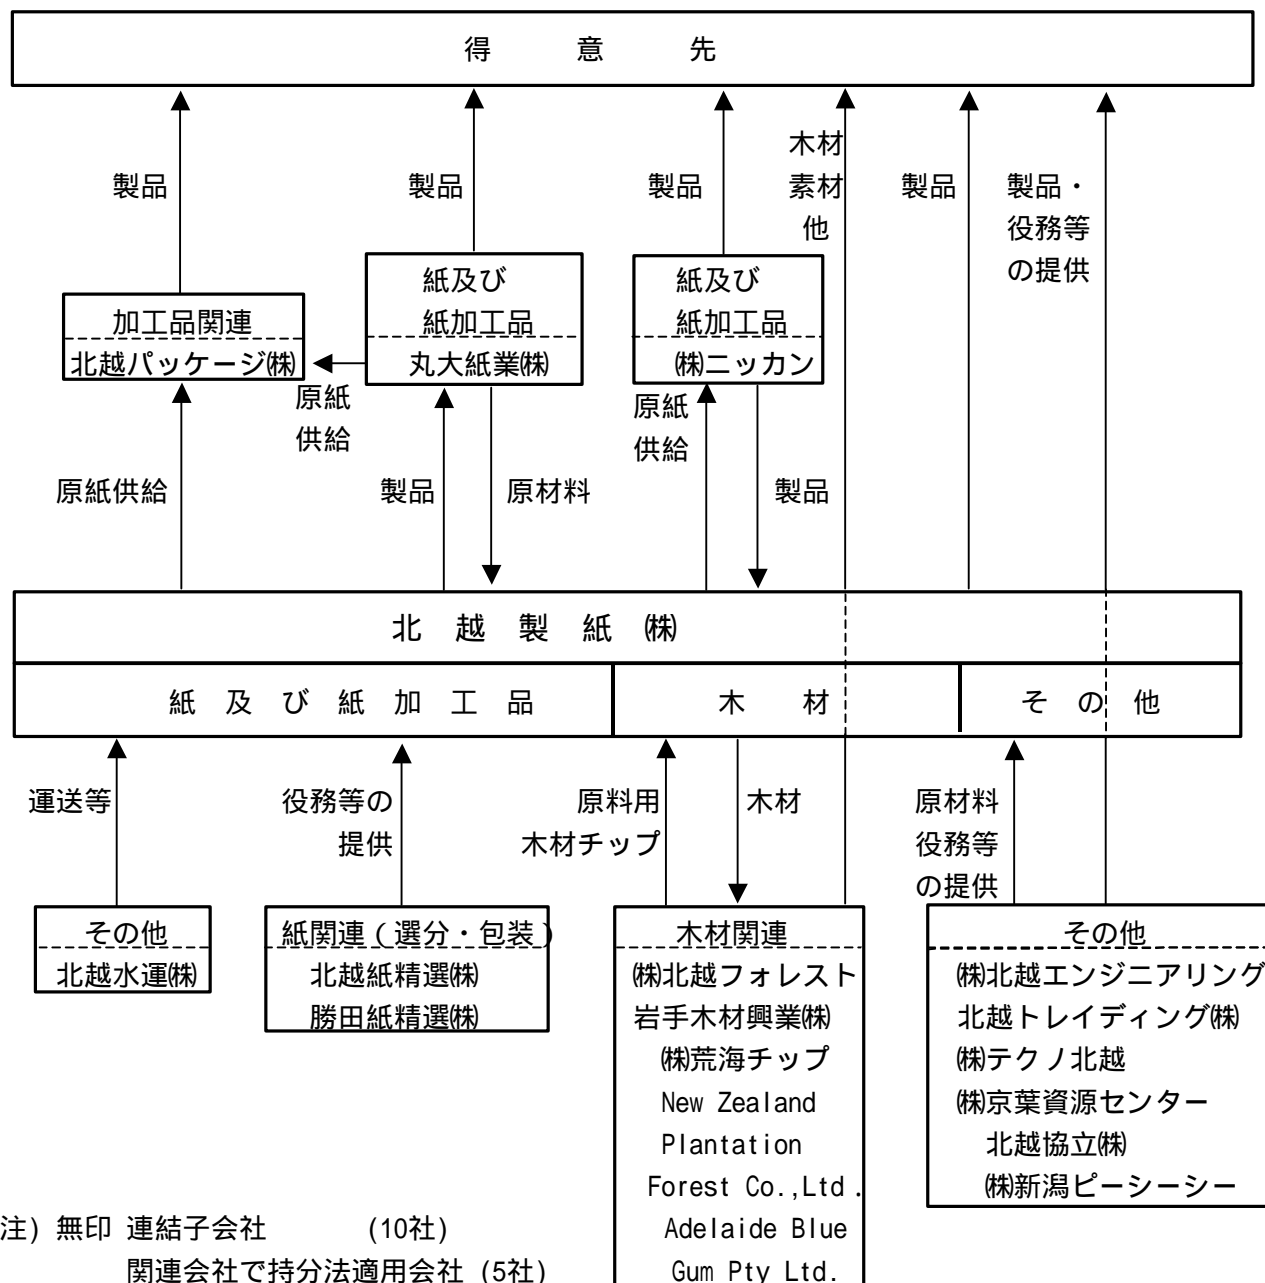 得意先
製品
製品
製品
木材
素材
他
製品
製品・
役務等
の提供
加工品関連
北越パッケージ㈱
紙及び
紙加工品
丸大紙業㈱
紙及び
紙加工品
㈱ニッカン
原紙
供給
原紙
供給
原紙供給
製品
原材料
製品
北越製紙㈱
紙及び紙加工品
木材
その他
運送等
役務等の
提供
原料用
木材チップ
木材
原材料
役務等
の提供
その他
北越水運㈱
紙関連(選分・包装)
北越紙精選㈱
勝田紙精選㈱
木材関連
㈱北越フォレスト
岩手木材興業㈱
㈱荒海チップ
New Zealand
Plantation
Forest Co.,Ltd.
Adelaide Blue
Gum Pty Ltd.
その他
㈱北越エンジニアリング
北越トレイディング㈱
㈱テクノ北越
㈱京葉資源センター
北越協立㈱
㈱新潟ピーシーシー
注) 無印 連結子会社 (10社)
関連会社で持分法適用会社 (5社)